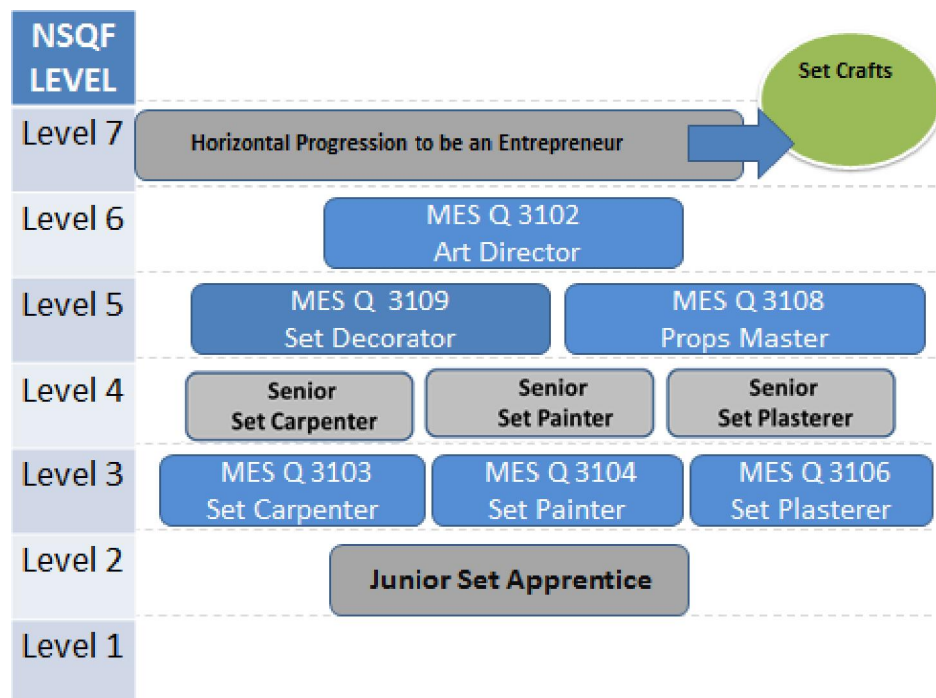 NSQF
LEVEL
Set Crafts
Level 7
Horizontal Progression to be an Entrepreneur
Level 6
MES Q 3102
Art Director
Level 5
MES Q 3109
Set Decorator
MES Q 3108
Props Master
Level 4
Senior
Set Carpenter
Senior
Set Painter
Senior
Set Plasterer
Level 3
MES Q 3103
Set Carpenter
MES Q 3104
Set Painter
MES Q 3106
Set Plasterer
Level 2
Junior Set Apprentice
Level 1